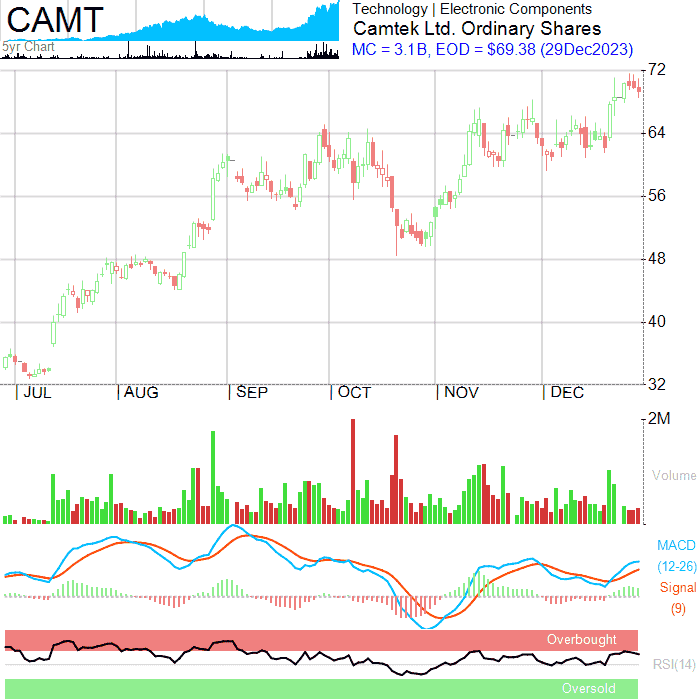 CAMT
5yr Chart
Technology | Electronic Components
Camtek Ltd. Ordinary Shares
MC = 3.1B, EOD = $69.38 (29Dec2023)
72
64
56
48
40
32
JUL AUG SEP OCT NOV DEC
2M
Volume
MACD
(12-26)
Signal
(9)
Overbought
RSI(14)
Oversold